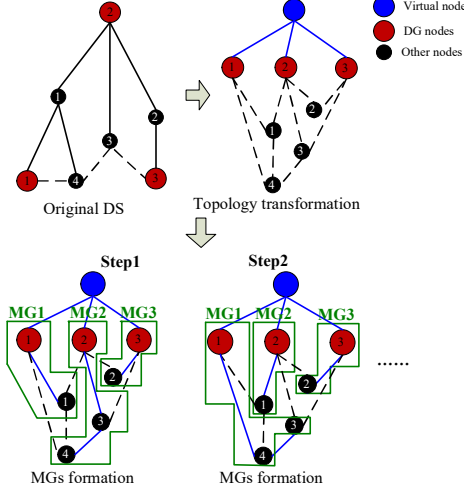 2
Virtual node
DG nodes
Other nodes
1 2 3
1 2
2
1
3 3
1 4 3
4
Original DS
Topology transformation
Step1
Step2
MG1 MG2 MG3
MG1 MG2 MG3
1 2 3
1 2 3
2
2
......
1
1
3
3
4
4
MGs formation
MGs formation